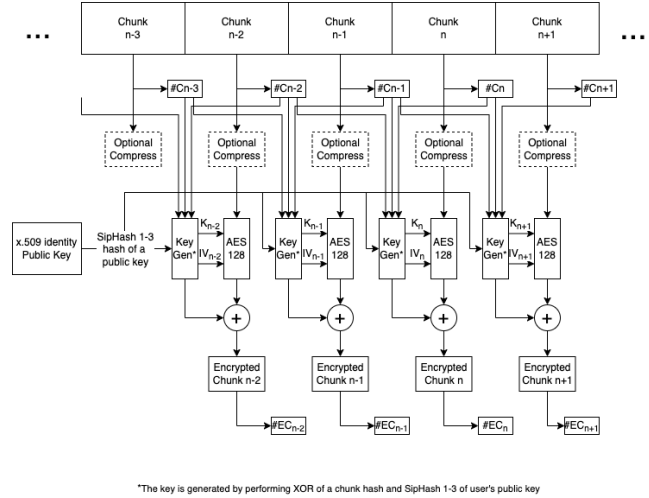 ... Chunk Chunk Chunk Chunk Chunk ...
n-3 n-2 n-1 n n+1
#Cn-3 #Cn-2 #Cn-1 #Cn #Cn+1
Optional Optional Optional Optional Optional
Compress Compress Compress Compress Compress
x.509 identity
Public Key
SipHash 1-3
hash of a
public key
Key
Gen*
Kn-2
IVn-2
AES
128
Key
Gen*
Kn-1
IVn-1
AES
128
Key
Gen*
Kn
IVn
AES
128
Key
Gen*
Kn+1
IVn+1
AES
128
+ + + +
Encrypted Encrypted Encrypted Encrypted
Chunk n-2 Chunk n-1 Chunk n Chunk n+1
#ECn-2 #ECn-1 #ECn #ECn+1
*The key is generated by performing XOR of a chunk hash and SipHash 1-3 of user's public key